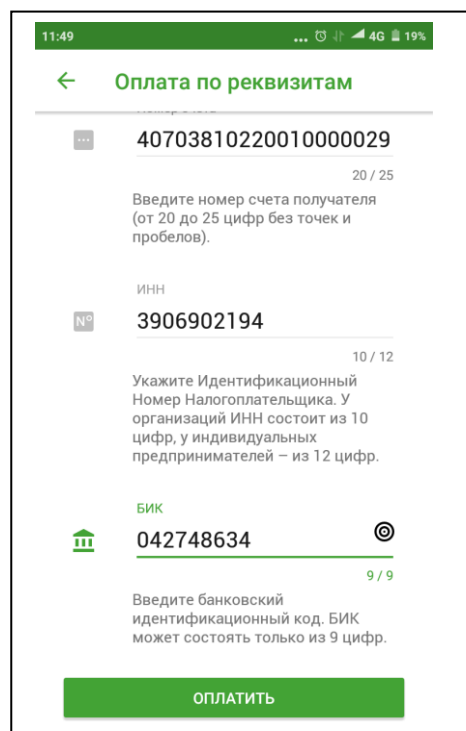 11:49 ... 4G 19%
Оплата по реквизитам
Номер счета
40703810220010000029
20 / 25
Введите номер счета получателя
(от 20 до 25 цифр без точек и
пробелов).
ИНН
N° 3906902194
10 / 12
Укажите Идентификационный
Номер Налогоплательщика. У
организаций ИНН состоит из 10
цифр, у индивидуальных
предпринимателей – из 12 цифр.
БИК
042748634
9 / 9
Введите банковский
идентификационный код. БИК
может состоять только из 9 цифр.
ОПЛАТИТЬ